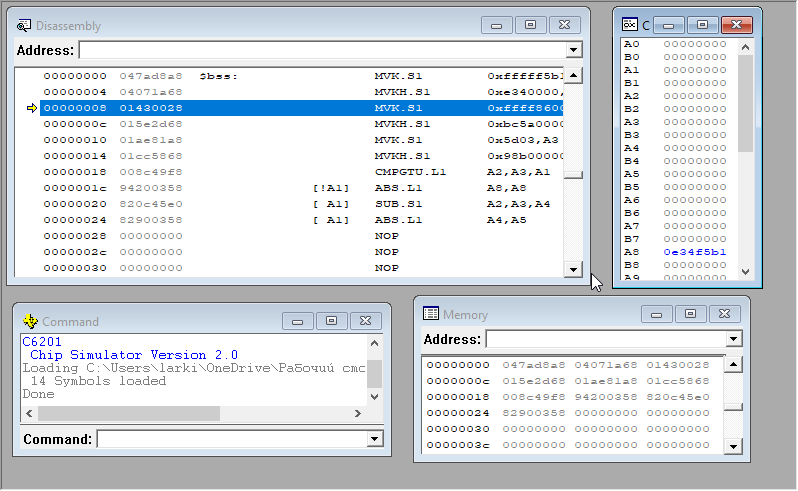 Disassembly
Address:
00000000 047ad8a8 $bss: MVK.S1 0xfffff5b1
00000004 04071a68 MVKH.S1 0xe340000,
00000008 01430028 MVK.S1 0xffff8600
0000000c 015e2d68 MVKH.S1 0xbc5a0000
00000010 01ae81a8 MVK.S1 0x5d03,A3
00000014 01cc5868 MVKH.S1 0x98b00000
00000018 008c49f8 CMPGTU.L1 A2,A3,A1
0000001c 94200358 [!A1] ABS.L1 A8,A8
00000020 820c45e0 [ A1] SUB.S1 A2,A3,A4
00000024 82900358 [ A1] ABS.L1 A4,A5
00000028 00000000 NOP
0000002c 00000000 NOP
00000030 00000000 NOP
C
A0 00000000
B0 00000000
A1 00000000
B1 00000000
A2 00000000
B2 00000000
A3 00000000
B3 00000000
A4 00000000
B4 00000000
A5 00000000
B5 00000000
A6 00000000
B6 00000000
A7 00000000
B7 00000000
A8 0e34f5b1
B8 00000000
A9 00000000
Command
C6201
Chip Simulator Version 2.0
Loading C:\Users\larki\OneDrive\Рабочий стс
14 Symbols loaded
Done
Command:
Memory
Address:
00000000 047ad8a8 04071a68 01430028
0000000c 015e2d68 01ae81a8 01cc5868
00000018 008c49f8 94200358 820c45e0
00000024 82900358 00000000 00000000
00000030 00000000 00000000 00000000
0000003c 00000000 00000000 00000000